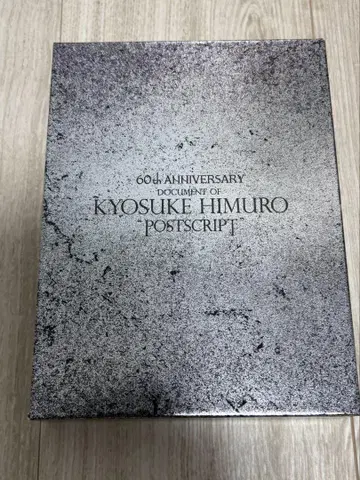 60th ANNIVERSARY
DOCUMENT OF
KYOSUKE HIMURO
"POSTSCRIPT"